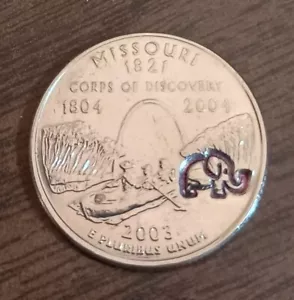 MISSOURI
1821
CORPS OF DISCOVERY
1804 2004
2003
E PLURIBUS UNUM